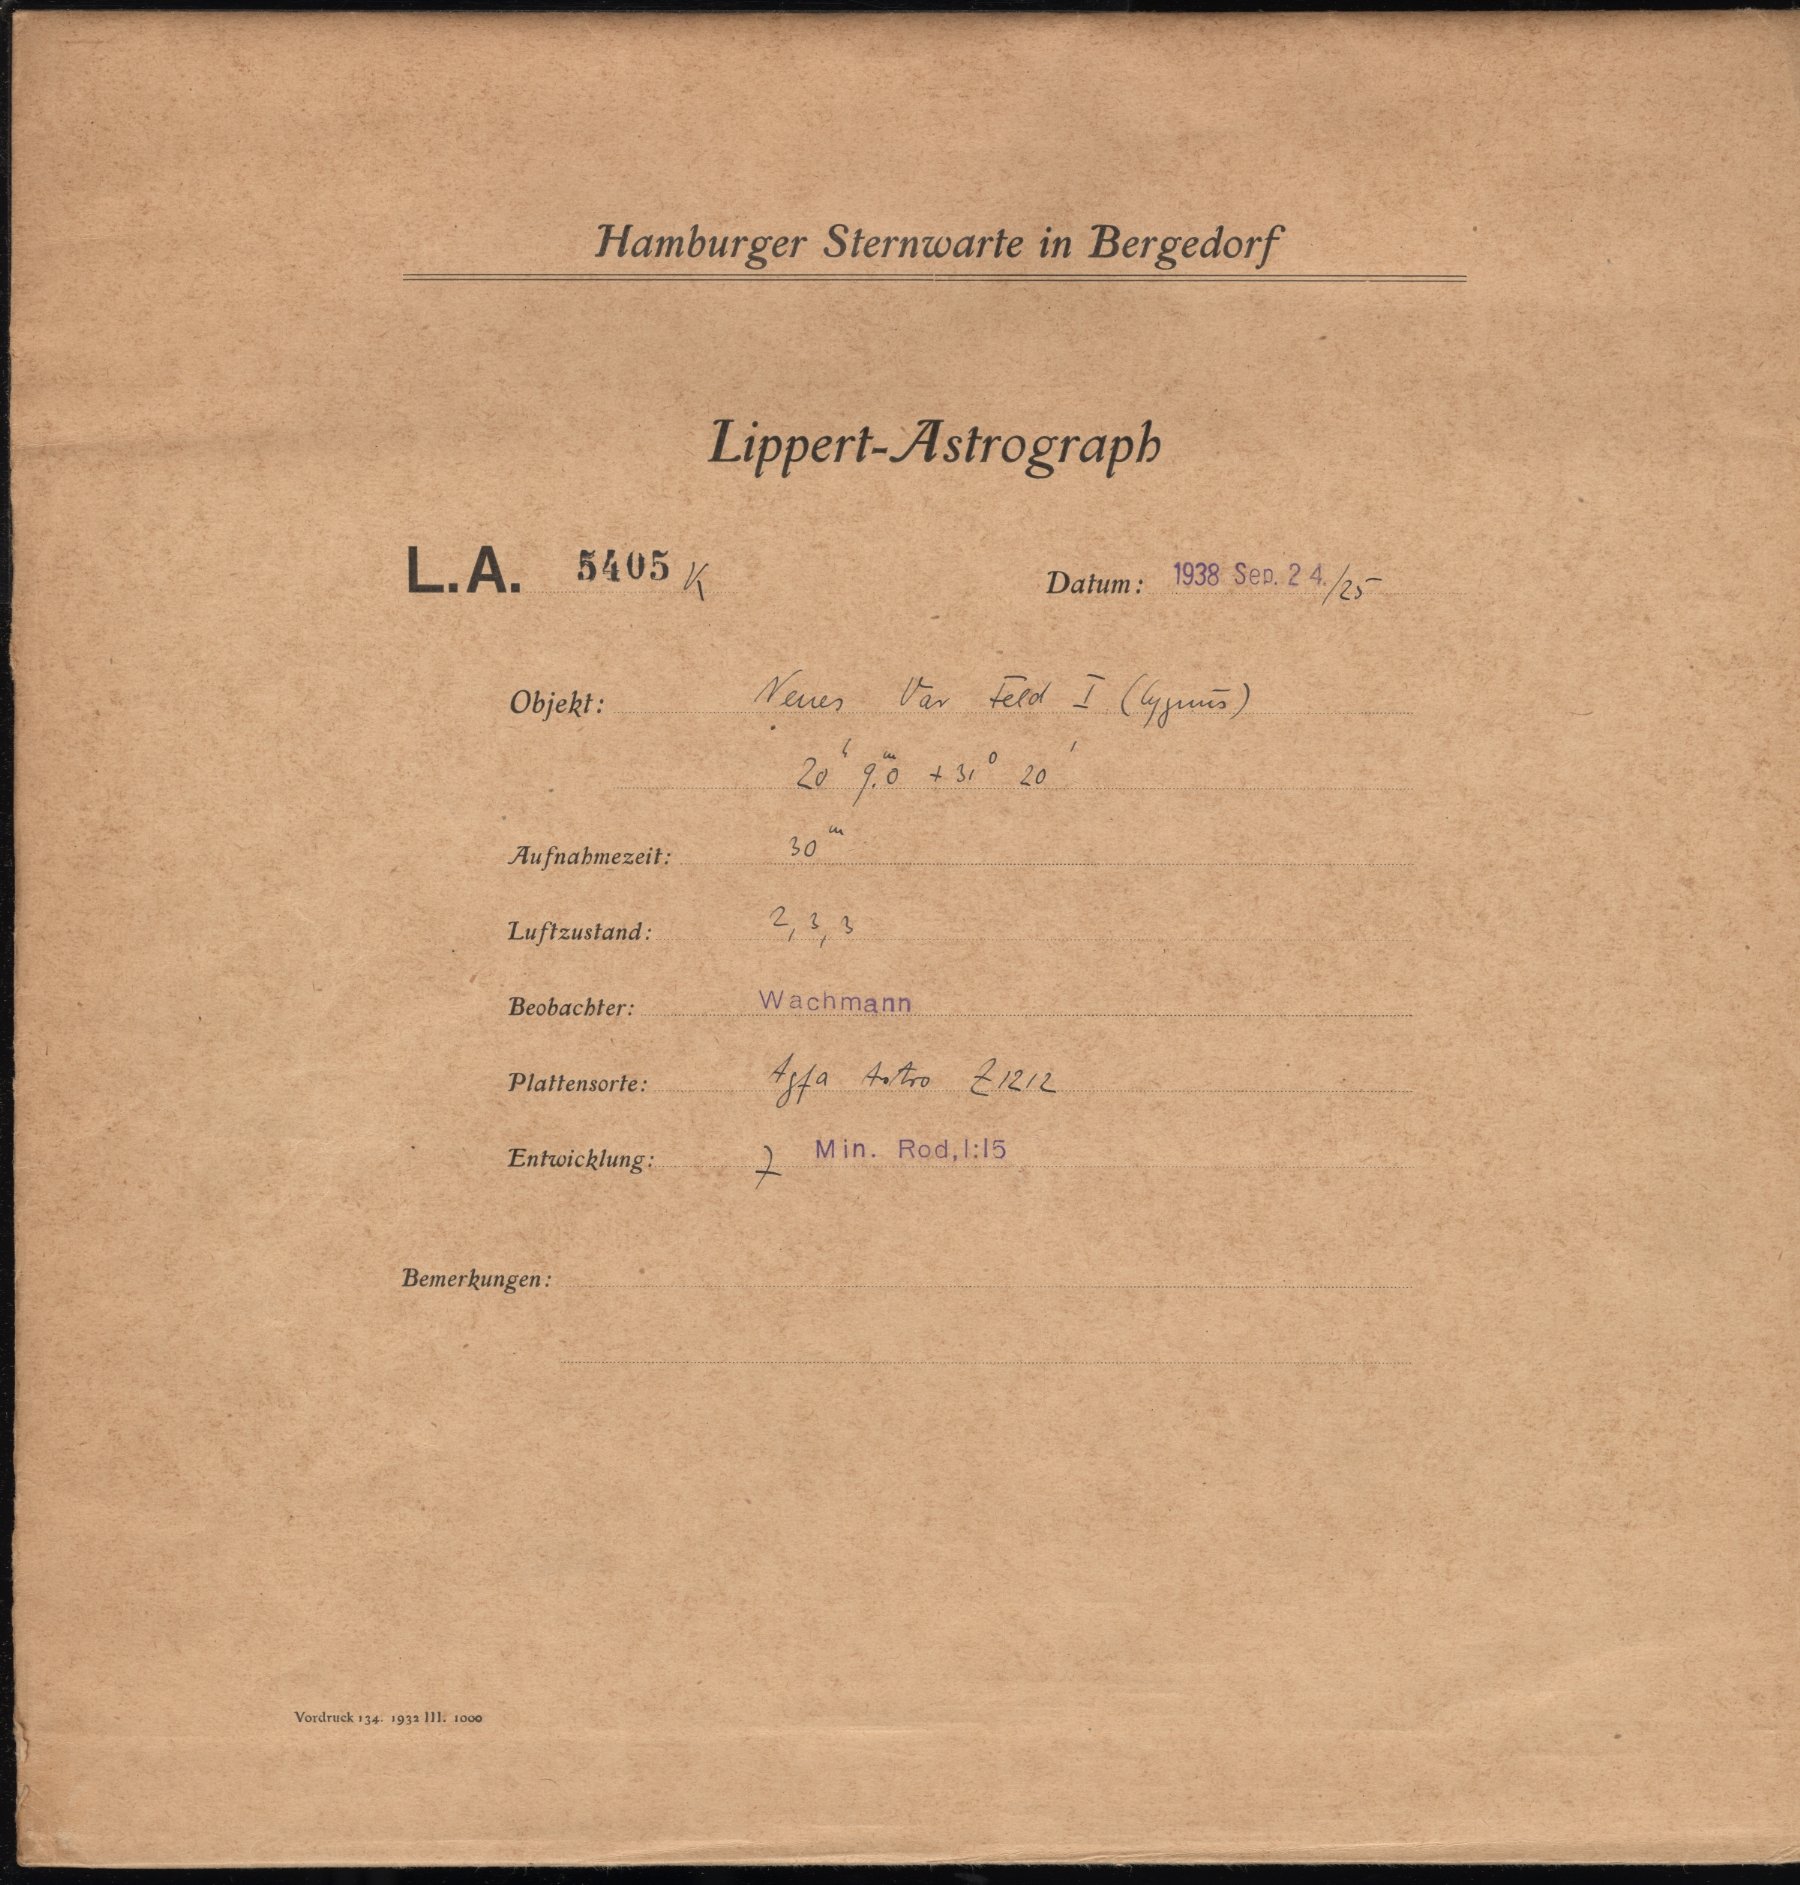 Hamburger Sternwarte in Bergedorf
Lippert-Astrograph
L.A. 5405 K Datum: 1938 Sep. 24./25
Objekt: Neues Var Feld I (Cygnus)
20h 9.m0 +31° 20'
Aufnahmezeit: 30m
Luftzustand: 2, 3, 3
Beobachter: Wachmann
Plattensorte: Agfa Astro Z1212
Entwicklung: 7 Min. Rod,1:15
Bemerkungen:
Vordruck 134. 1932 III. 1000